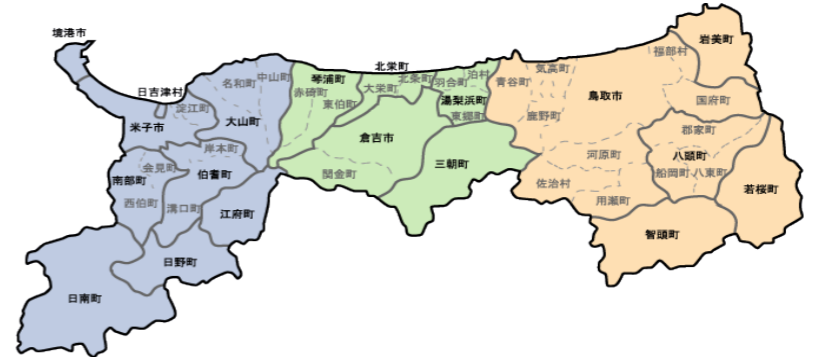 境港市
日吉津村
淀江町
米子市
名和町
中山町
大山町
岸本町
会見町
南部町
伯耆町
西伯町
溝口町
江府町
日野町
日南町
北栄町
琴浦町
赤碕町
東伯町
大栄町
北条町
羽合町
泊村
湯梨浜町
東郷町
倉吉市
関金町
三朝町
青谷町
気高町
鹿野町
鳥取市
福部村
岩美町
国府町
郡家町
河原町
八頭町
船岡町
八東町
佐治村
用瀬町
若桜町
智頭町